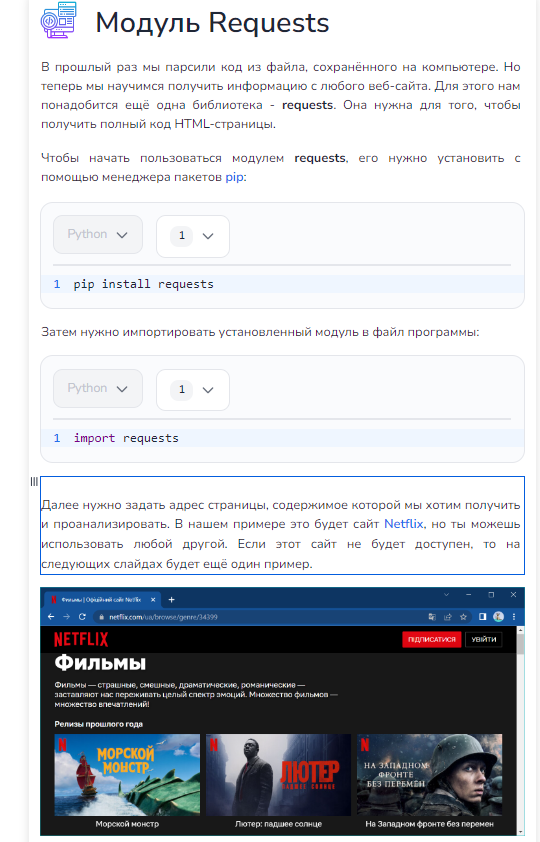 Модуль Requests
В прошлый раз мы парсили код из файла, сохранённого на компьютере. Но
теперь мы научимся получить информацию с любого веб-сайта. Для этого нам
понадобится ещё одна библиотека - requests. Она нужна для того, чтобы
получить полный код HTML-страницы.
Чтобы начать пользоваться модулем requests, его нужно установить с
помощью менеджера пакетов pip:
Python 1
1 pip install requests
Затем нужно импортировать установленный модуль в файл программы:
Python 1
1 import requests
Далее нужно задать адрес страницы, содержимое которой мы хотим получить
и проанализировать. В нашем примере это будет сайт Netflix, но ты можешь
использовать любой другой. Если этот сайт не будет доступен, то на
следующих слайдах будет ещё один пример.
Фильмы | Офіційний сайт Netflix
netflix.com/ua/browse/genre/34399
NETFLIX ПІДПИСАТИСЯ УВІЙТИ
Фильмы
Фильмы — страшные, смешные, драматические, романические —
заставляют нас переживать целый спектр эмоций. Множество фильмов —
множество впечатлений!
Релизы прошлого года
МОРСКОЙ
МОНСТР
ЛЮТЕР
ПАДШЕЕ СОЛНЦЕ
НА ЗАПАДНОМ
ФРОНТЕ
БЕЗ ПЕРЕМЕН
Морской монстр
Лютер: падшее солнце
На Западном фронте без перемен